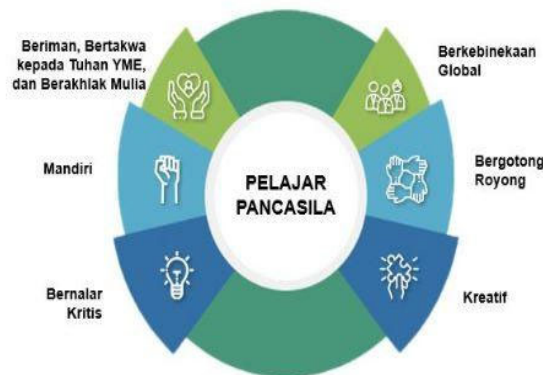 Beriman, Bertakwa
kepada Tuhan YME,
dan Berakhlak Mulia
Berkebinekaan
Global
Mandiri
PELAJAR
PANCASILA
Bergotong
Royong
Bernalar
Kritis
Kreatif